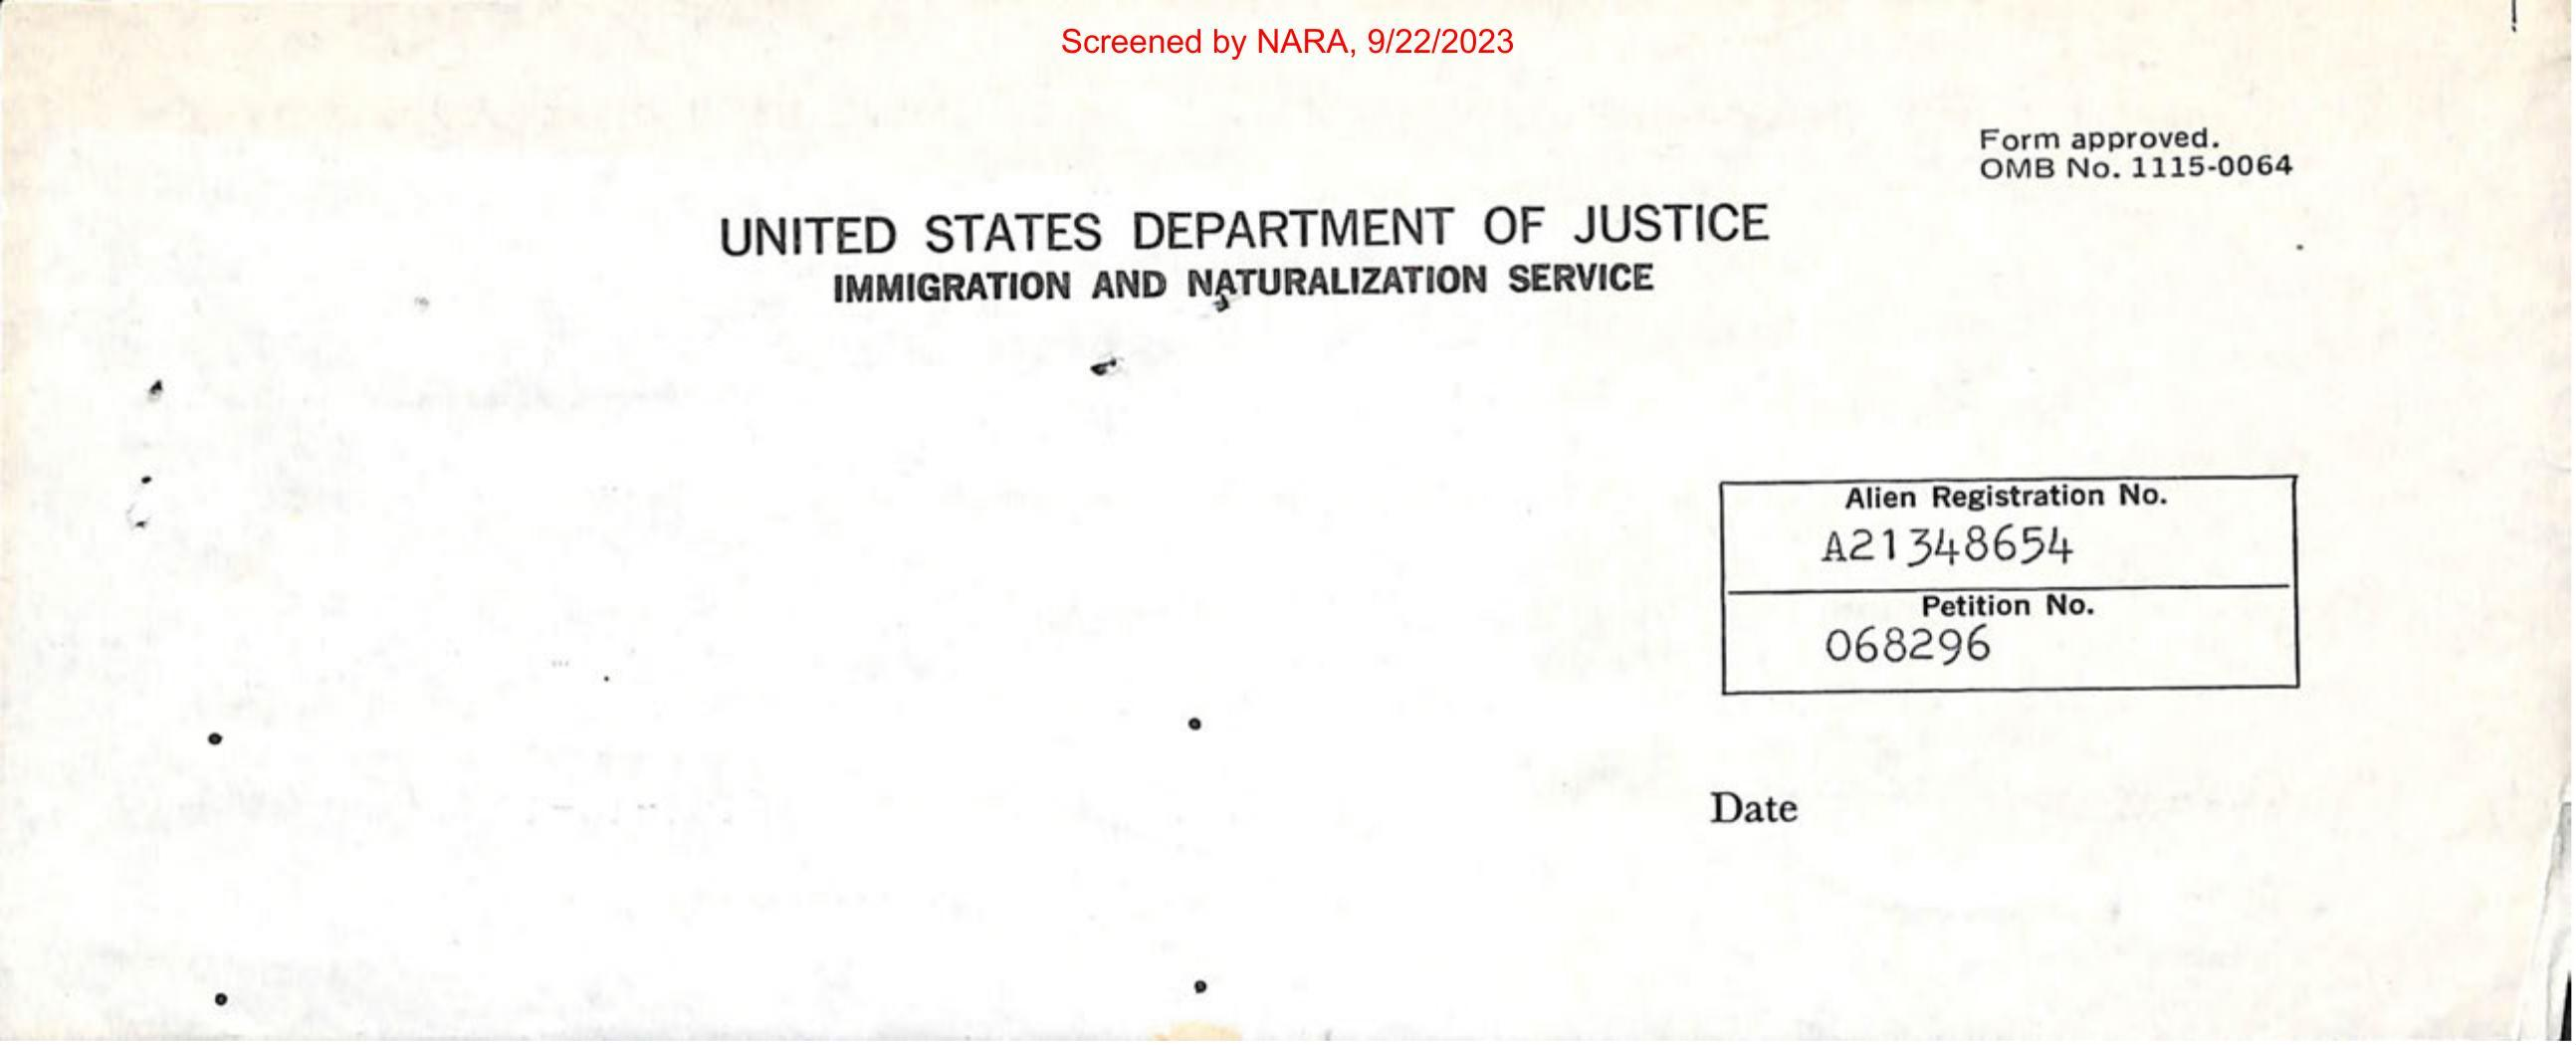 Screened by NARA, 9/22/2023
Form approved.
OMB No. 1115-0064
UNITED STATES DEPARTMENT OF JUSTICE
IMMIGRATION AND NATURALIZATION SERVICE
Alien Registration No.
A21348654
Petition No.
068296
Date